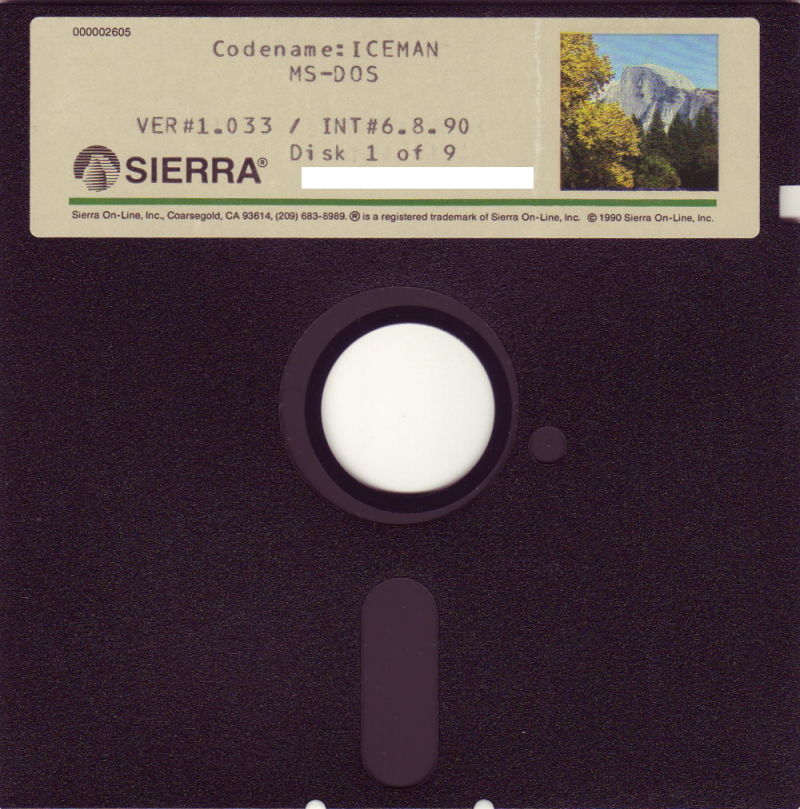 000002605
Codename:ICEMAN
MS-DOS
VER#1.033 / INT#6.8.90
Disk 1 of 9
SIERRA®
Sierra On-Line, Inc., Coarsegold, CA 93614, (209) 683-8989. ® is a registered trademark of Sierra On-Line, Inc. © 1990 Sierra On-Line, Inc.